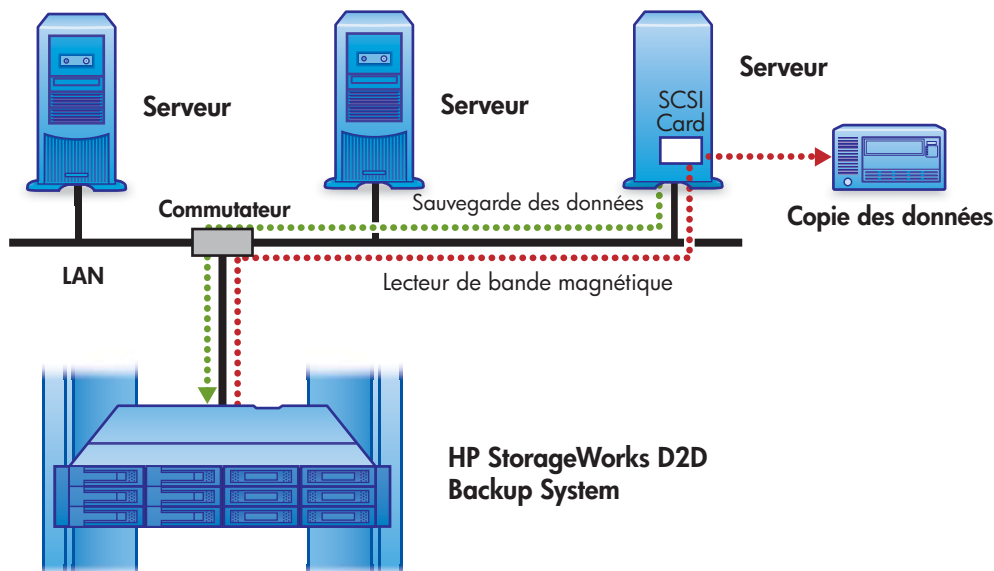 Serveur
Serveur
Serveur
SCSI
Card
Copie des données
Commutateur
Sauvegarde des données
LAN
Lecteur de bande magnétique
HP StorageWorks D2D
Backup System